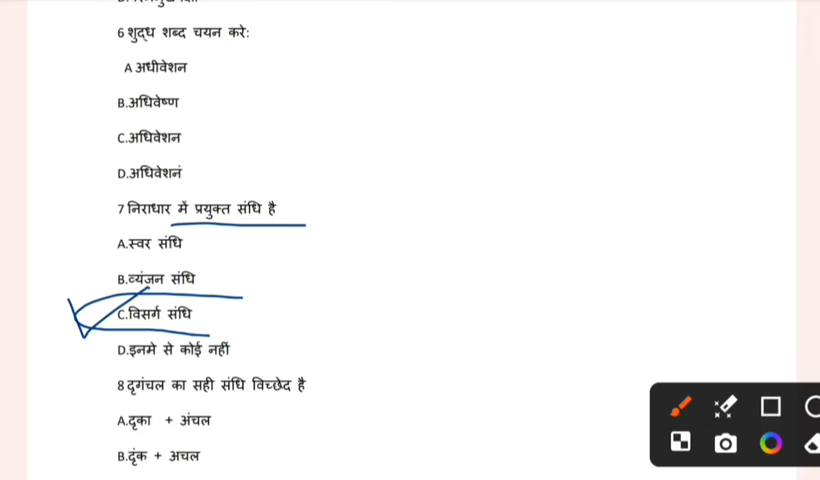 6 शुद्ध शब्द चयन करे:
A अधीवेशन
B.अधिवेष्ण
C.अधिवेशन
D.अधिवेशनं
7 निराधार में प्रयुक्त संधि है
A.स्वर संधि
B.व्यंजन संधि
C.विसर्ग संधि
D.इनमे से कोई नहीं
8 दृगंचल का सही संधि विच्छेद है
A.दृका + अंचल
B.दृंक + अचल